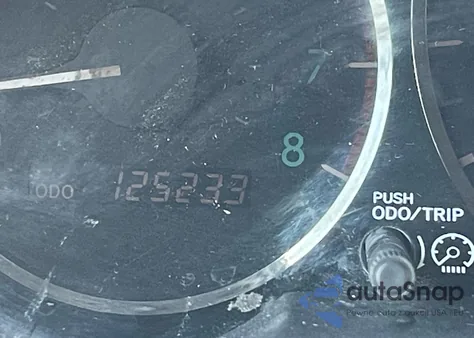 7
8
ODO 125233
PUSH
ODO/TRIP
autoSnap